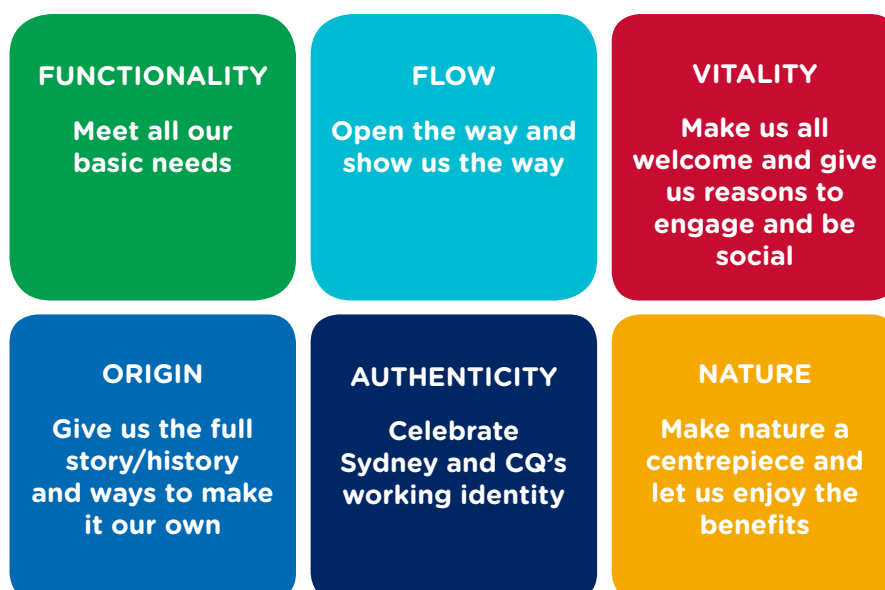 FUNCTIONALITY
Meet all our
basic needs
FLOW
Open the way and
show us the way
VITALITY
Make us all
welcome and give
us reasons to
engage and be
social
ORIGIN
Give us the full
story/history
and ways to make
it our own
AUTHENTICITY
Celebrate
Sydney and CQ’s
working identity
NATURE
Make nature a
centrepiece and
let us enjoy the
benefits